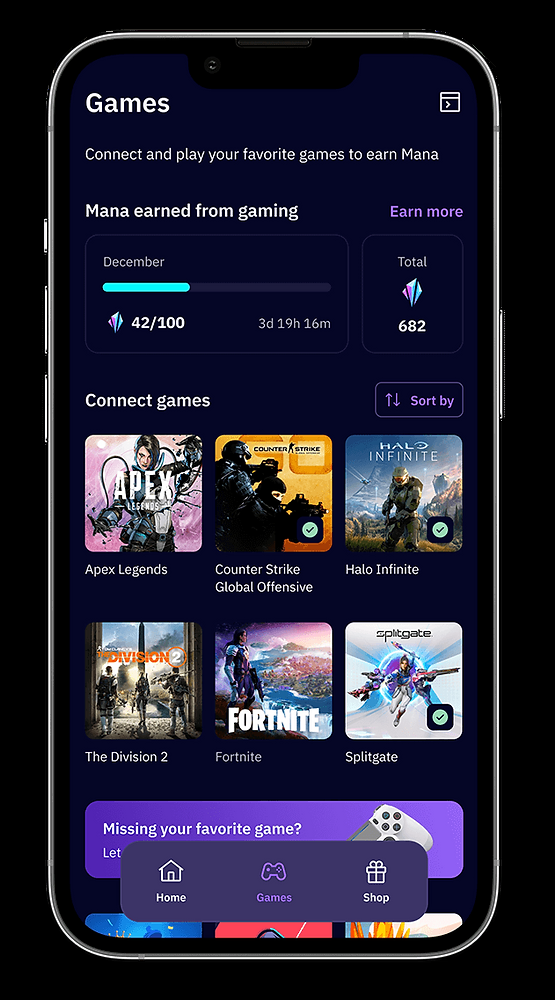 Games
Connect and play your favorite games to earn Mana
Mana earned from gaming
Earn more
December
42/100
3d 19h 16m
Total
682
Connect games
Sort by
APEX
LEGENDS
COUNTER STRIKE
GO
HALO
INFINITE
Apex Legends
Counter Strike
Global Offensive
Halo Infinite
THE DIVISION 2
FORTNITE
splitgate
The Division 2
Fortnite
Splitgate
Missing your favorite game?
Let
Home
Games
Shop